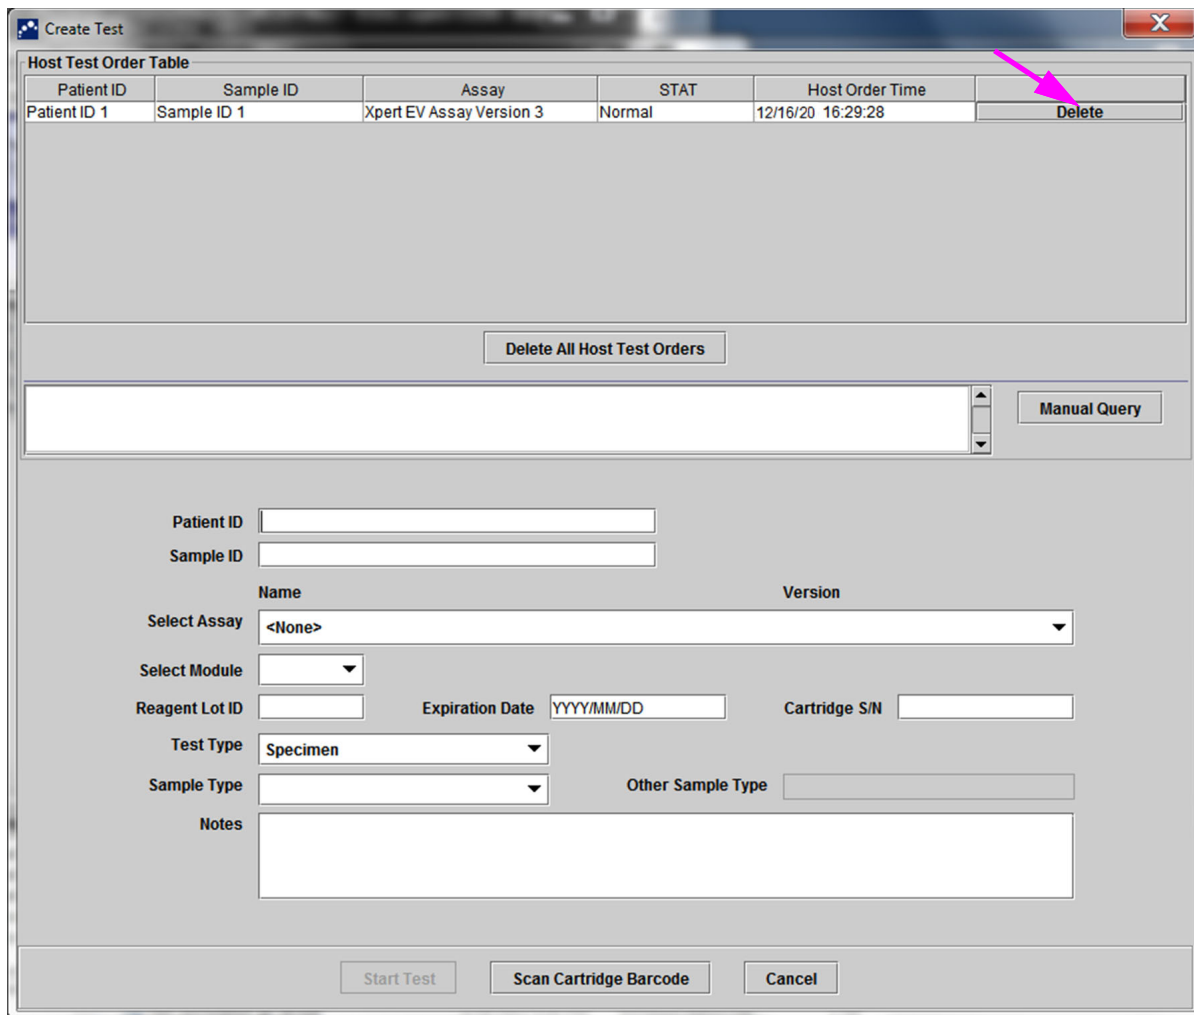 Create Test
X
Host Test Order Table
Patient ID Sample ID Assay STAT Host Order Time
Patient ID 1 Sample ID 1 Xpert EV Assay Version 3 Normal 12/16/20 16:29:28 Delete
Delete All Host Test Orders
Manual Query
Patient ID
Sample ID
Name Version
Select Assay <None>
Select Module
Reagent Lot ID Expiration Date YYYY/MM/DD Cartridge S/N
Test Type Specimen
Sample Type Other Sample Type
Notes
Start Test Scan Cartridge Barcode Cancel